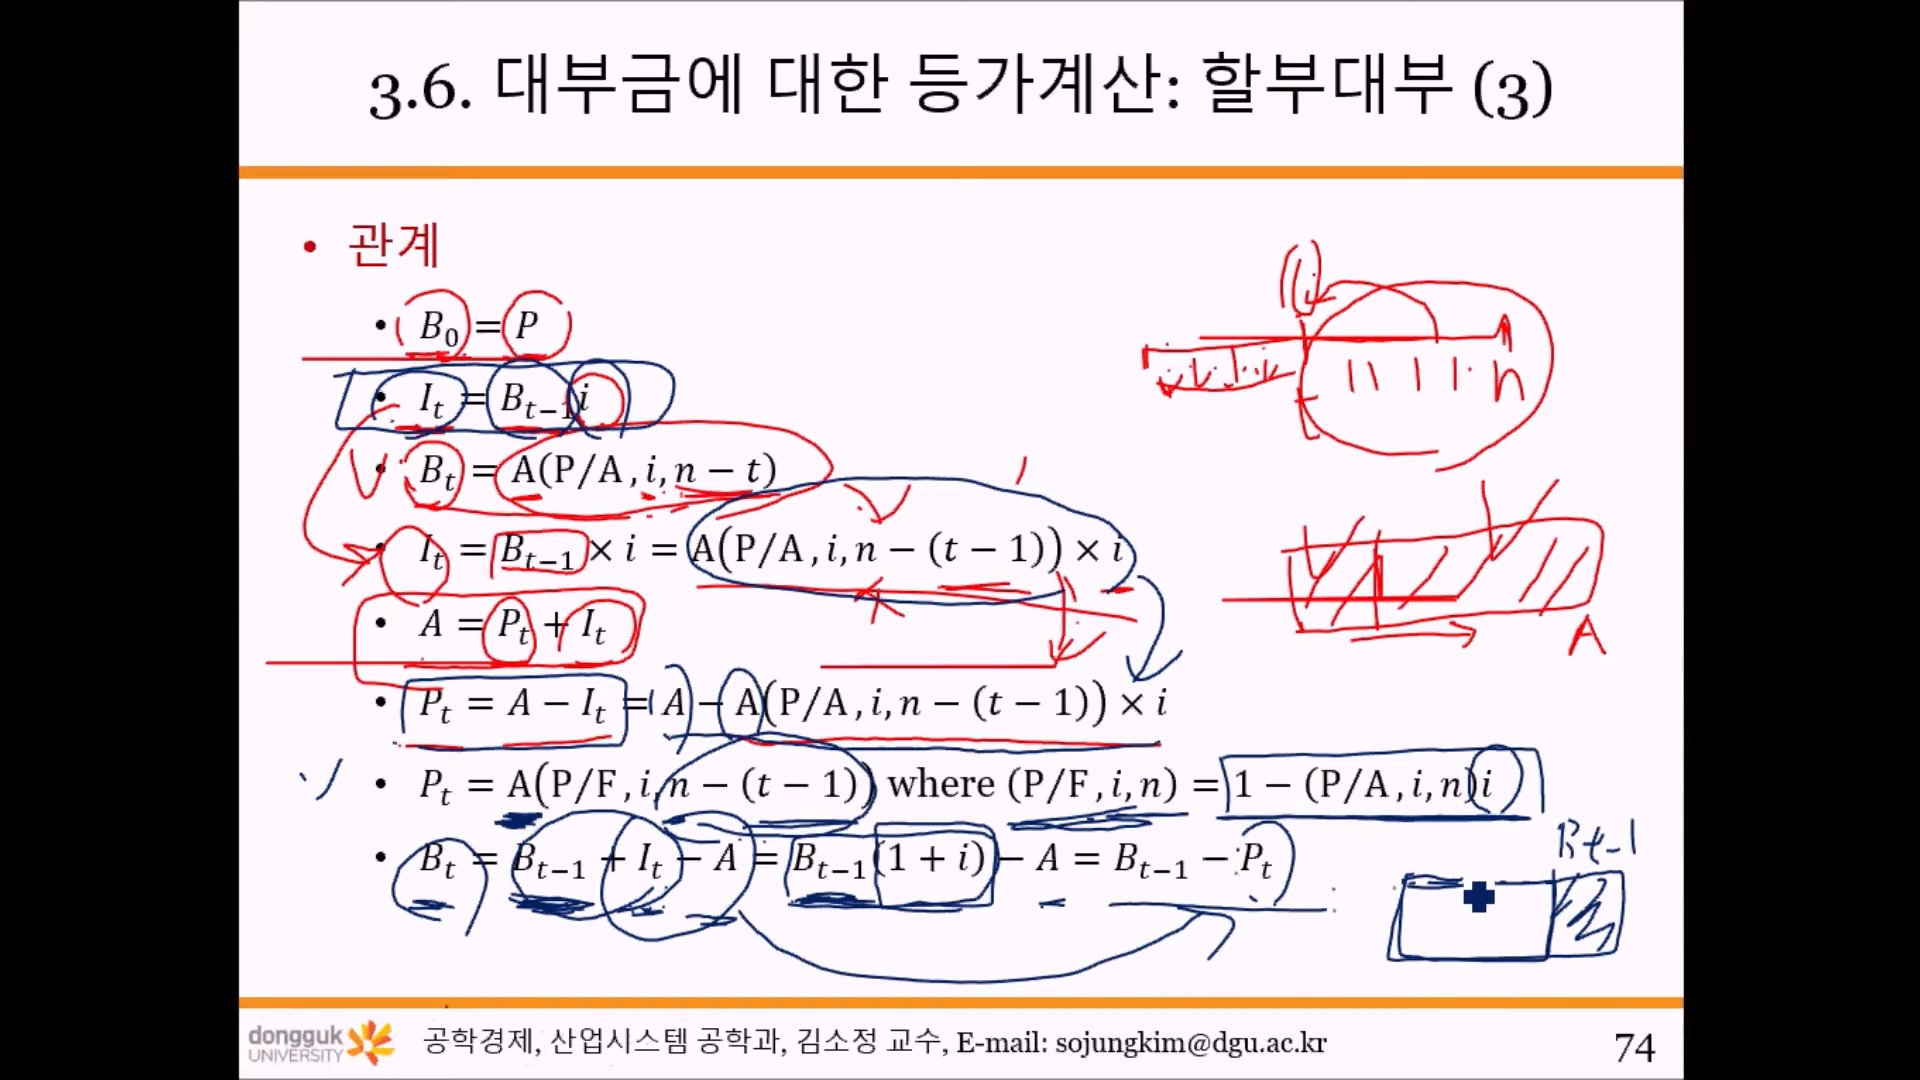 3.6. 대부금에 대한 등가계산: 할부대부 (3)
• 관계
• B₀ = P
• Iₜ = Bₜ₋₁i
• Bₜ = A(P/A, i, n − t)
• Iₜ = Bₜ₋₁ × i = A(P/A, i, n − (t − 1)) × i
• A = Pₜ + Iₜ
• Pₜ = A − Iₜ = A − A(P/A, i, n − (t − 1)) × i
• Pₜ = A(P/F, i, n − (t − 1)) where (P/F, i, n) = 1 − (P/A, i, n)i
• Bₜ = Bₜ₋₁ + Iₜ − A = Bₜ₋₁(1 + i) − A = Bₜ₋₁ − Pₜ
n
A
Bt-1
dongguk
UNIVERSITY
공학경제, 산업시스템 공학과, 김소정 교수, E-mail: sojungkim@dgu.ac.kr
74